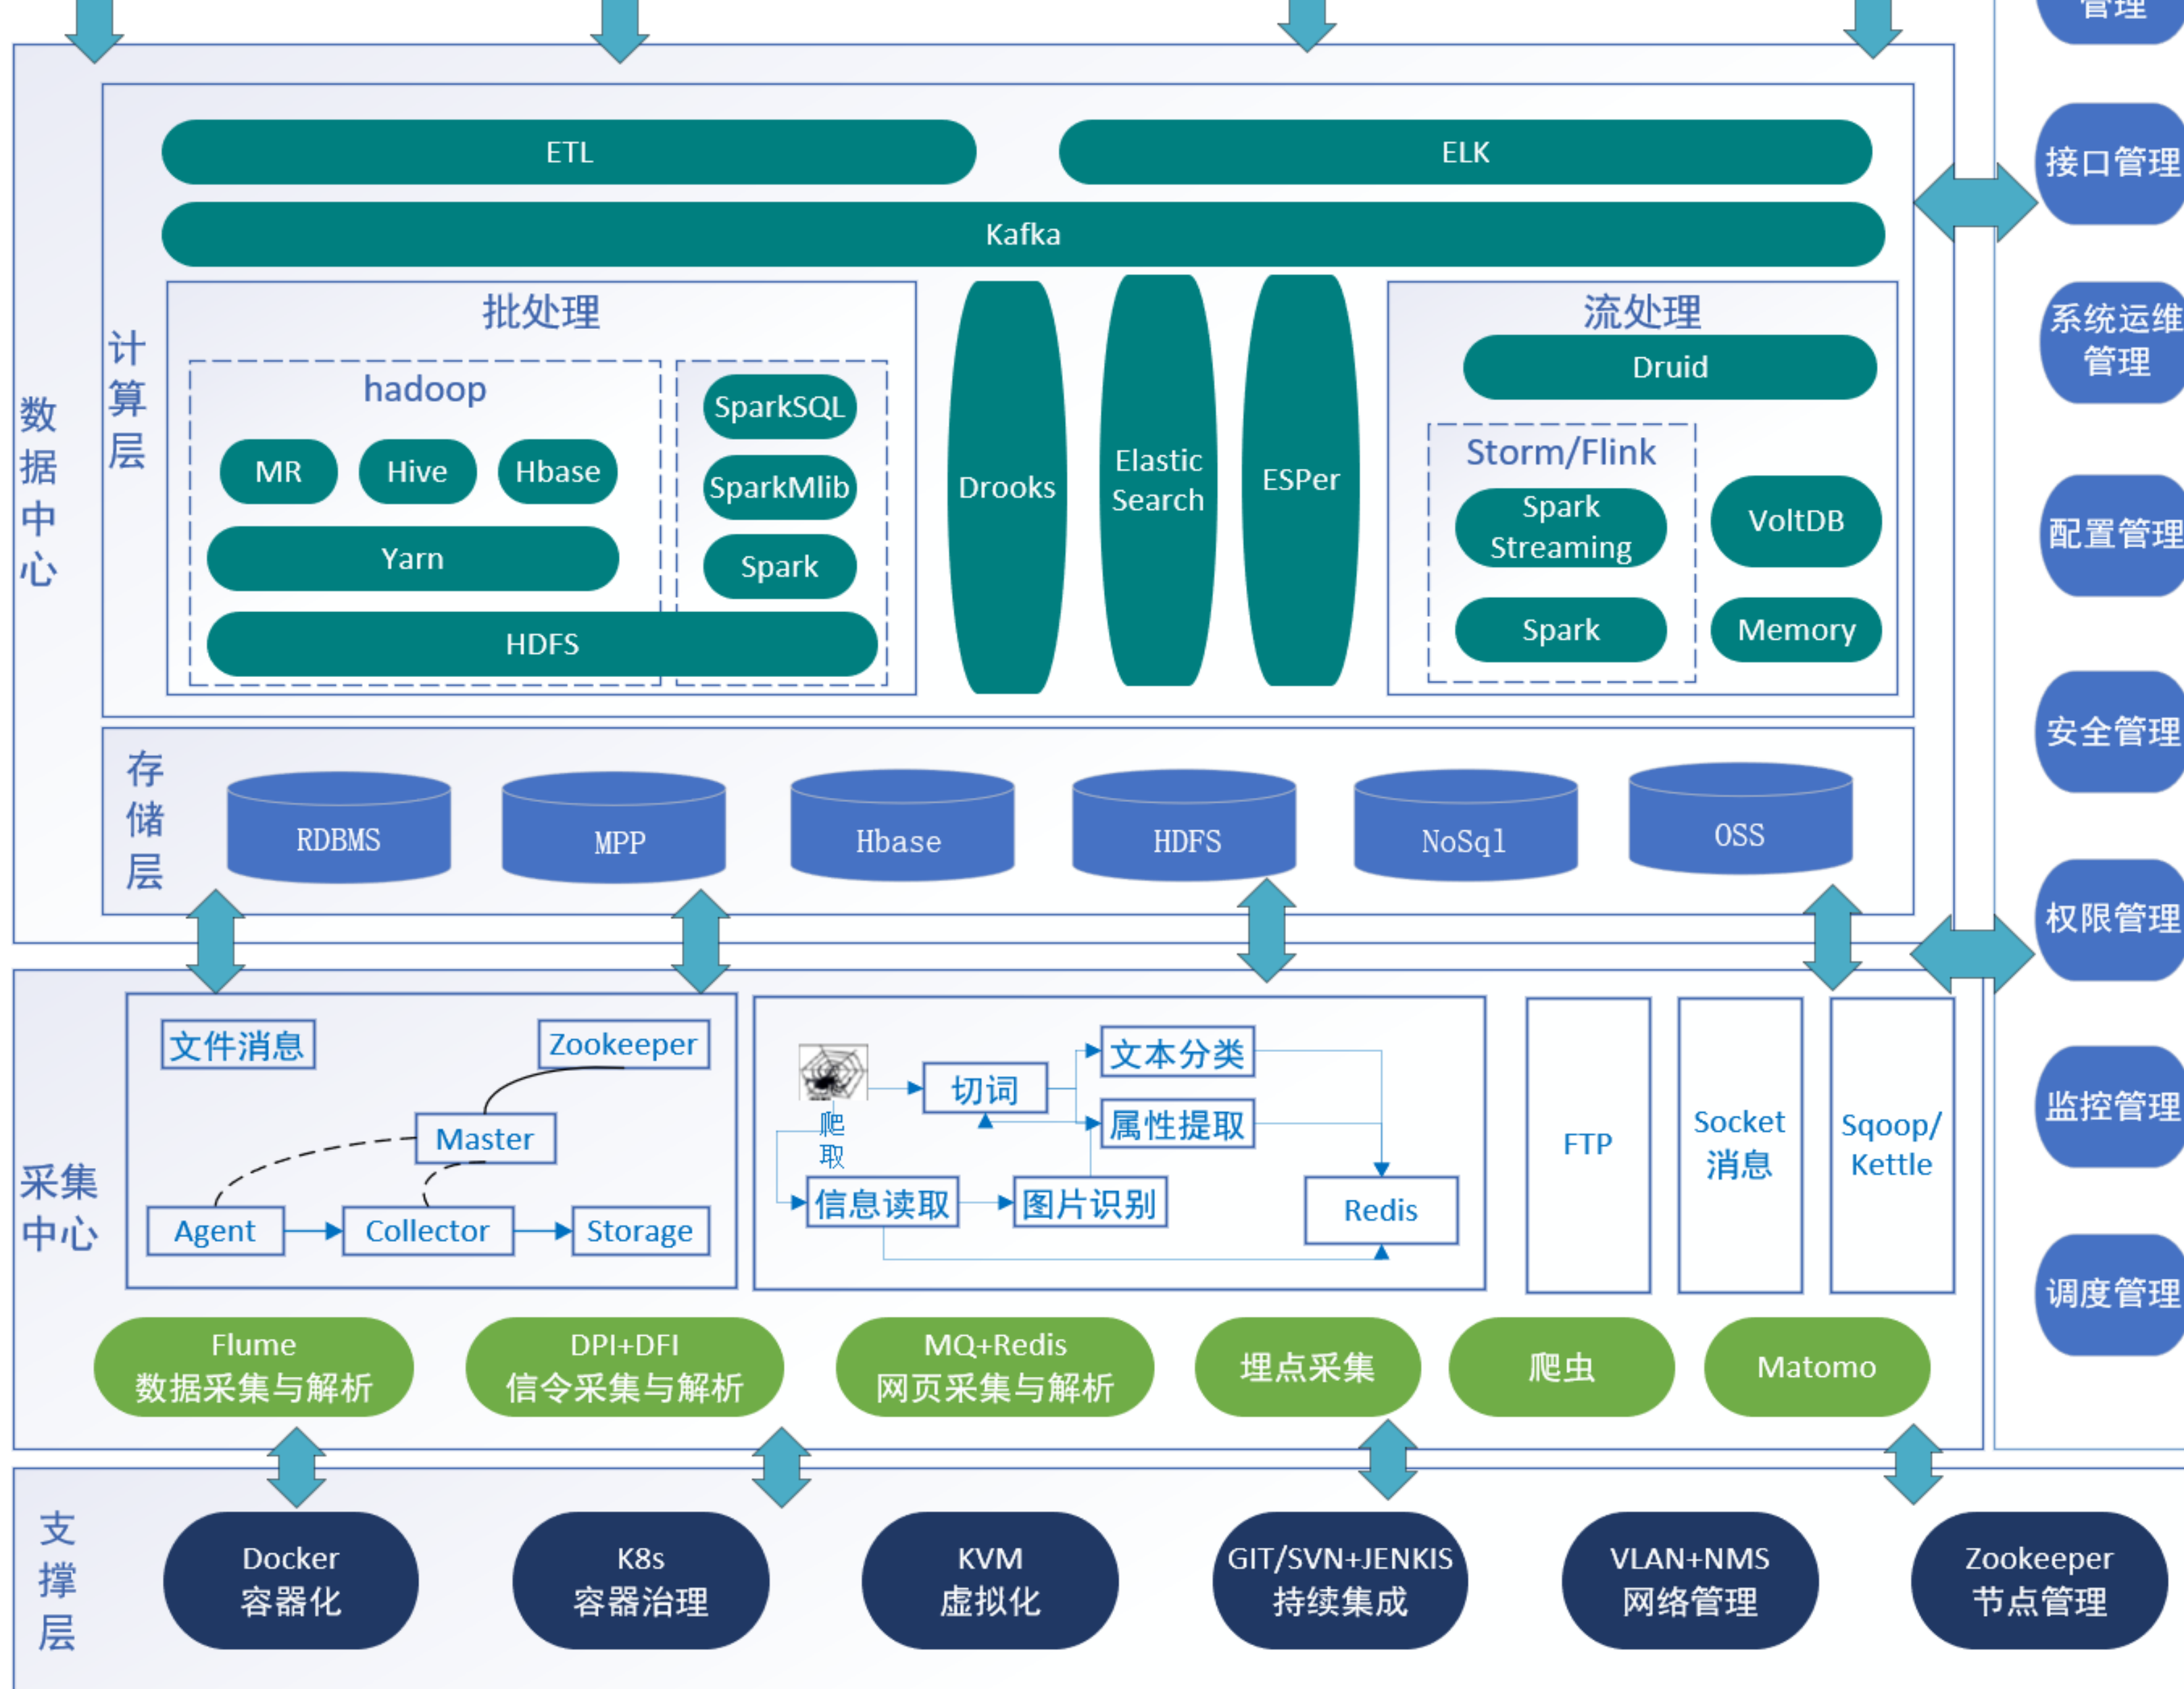 管理
数
据
中
心
计
算
层
ETL
ELK
Kafka
批处理
hadoop
MR
Hive
Hbase
Yarn
HDFS
SparkSQL
SparkMlib
Spark
Drooks
Elastic
Search
ESPer
流处理
Druid
Storm/Flink
Spark
Streaming
Spark
VoltDB
Memory
存
储
层
RDBMS
MPP
Hbase
HDFS
NoSql
OSS
采集
中心
文件消息
Zookeeper
Master
Agent
Collector
Storage
爬
取
切词
文本分类
属性提取
信息读取
图片识别
Redis
FTP
Socket
消息
Sqoop/
Kettle
Flume
数据采集与解析
DPI+DFI
信令采集与解析
MQ+Redis
网页采集与解析
埋点采集
爬虫
Matomo
支
撑
层
Docker
容器化
K8s
容器治理
KVM
虚拟化
GIT/SVN+JENKIS
持续集成
VLAN+NMS
网络管理
Zookeeper
节点管理
接口管理
系统运维
管理
配置管理
安全管理
权限管理
监控管理
调度管理